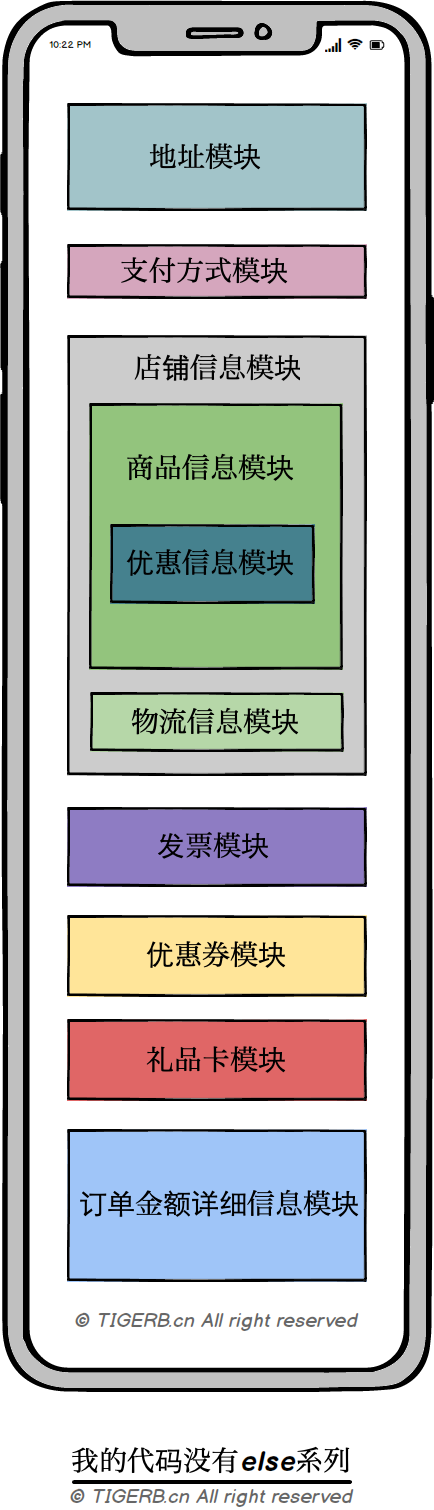 10:22 PM
地址模块
支付方式模块
店铺信息模块
商品信息模块
优惠信息模块
物流信息模块
发票模块
优惠券模块
礼品卡模块
订单金额详细信息模块
© TIGERB.cn All right reserved
我的代码没有else系列
© TIGERB.cn All right reserved